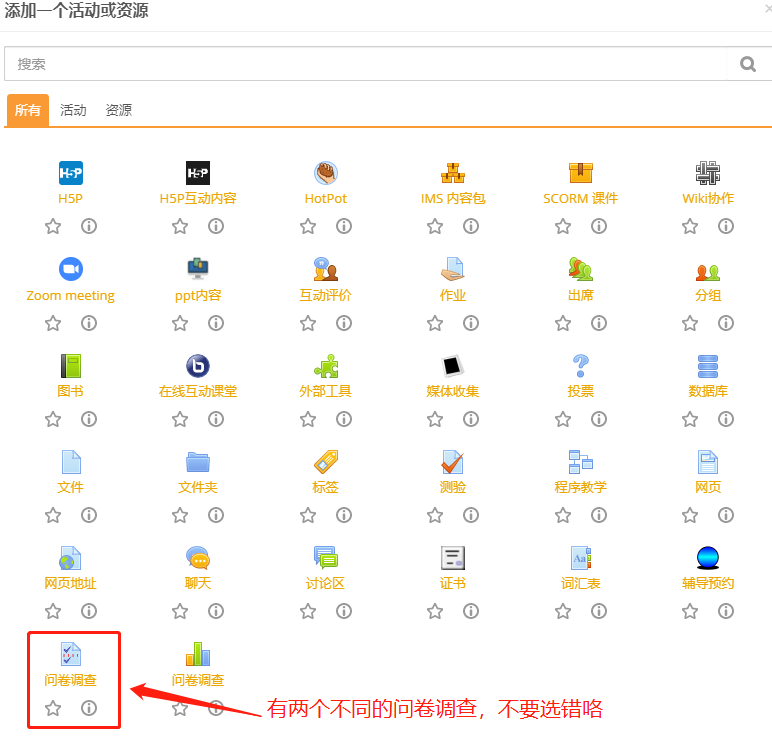 添加一个活动或资源
搜索
所有 活动 资源
H5P H5P互动内容 HotPot IMS 内容包 SCORM 课件 Wiki协作
Zoom meeting ppt内容 互动评价 作业 出席 分组
图书 在线互动课堂 外部工具 媒体收集 投票 数据库
文件 文件夹 标签 测验 程序教学 网页
网页地址 聊天 讨论区 证书 词汇表 辅导预约
问卷调查 问卷调查
有两个不同的问卷调查，不要选错咯